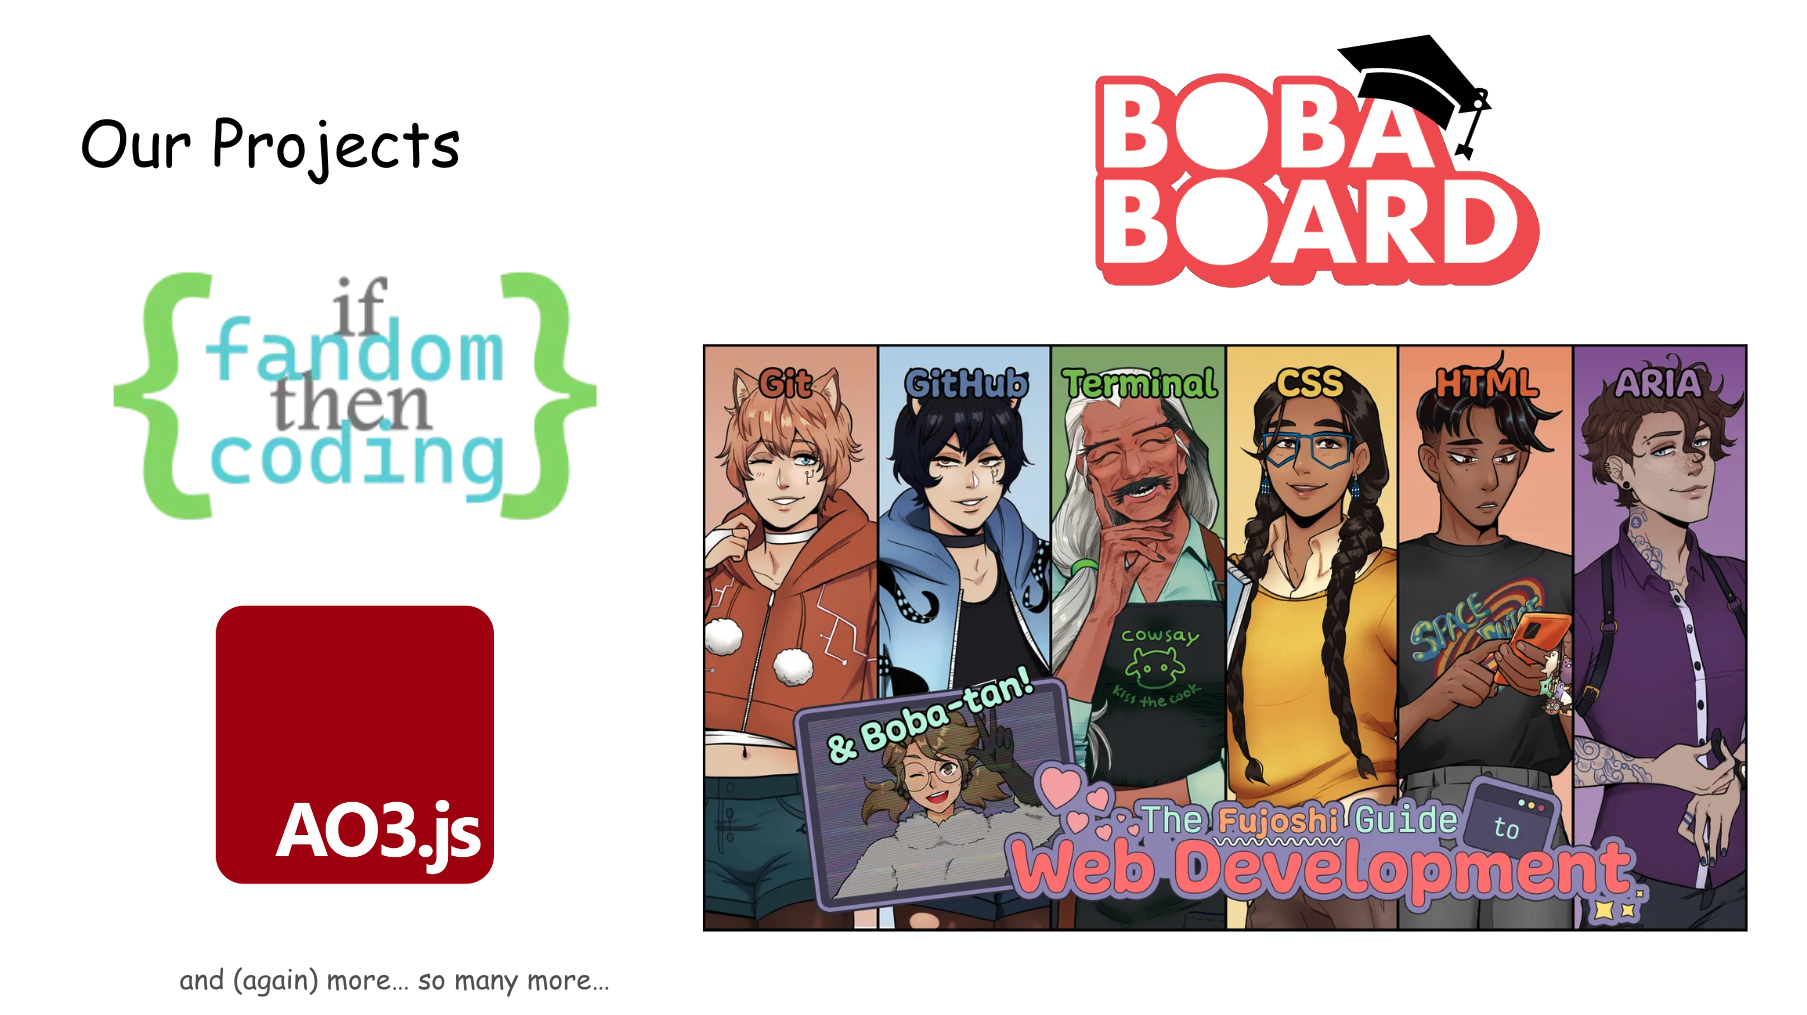 Our Projects
BOBA
BOARD
{ if
fandom
then
coding }
AO3.js
Git
GitHub
Terminal
CSS
HTML
ARIA
cowsay
kiss the cook
SPACE
& Boba-tan!
The Fujoshi Guide to
Web Development
and (again) more... so many more...